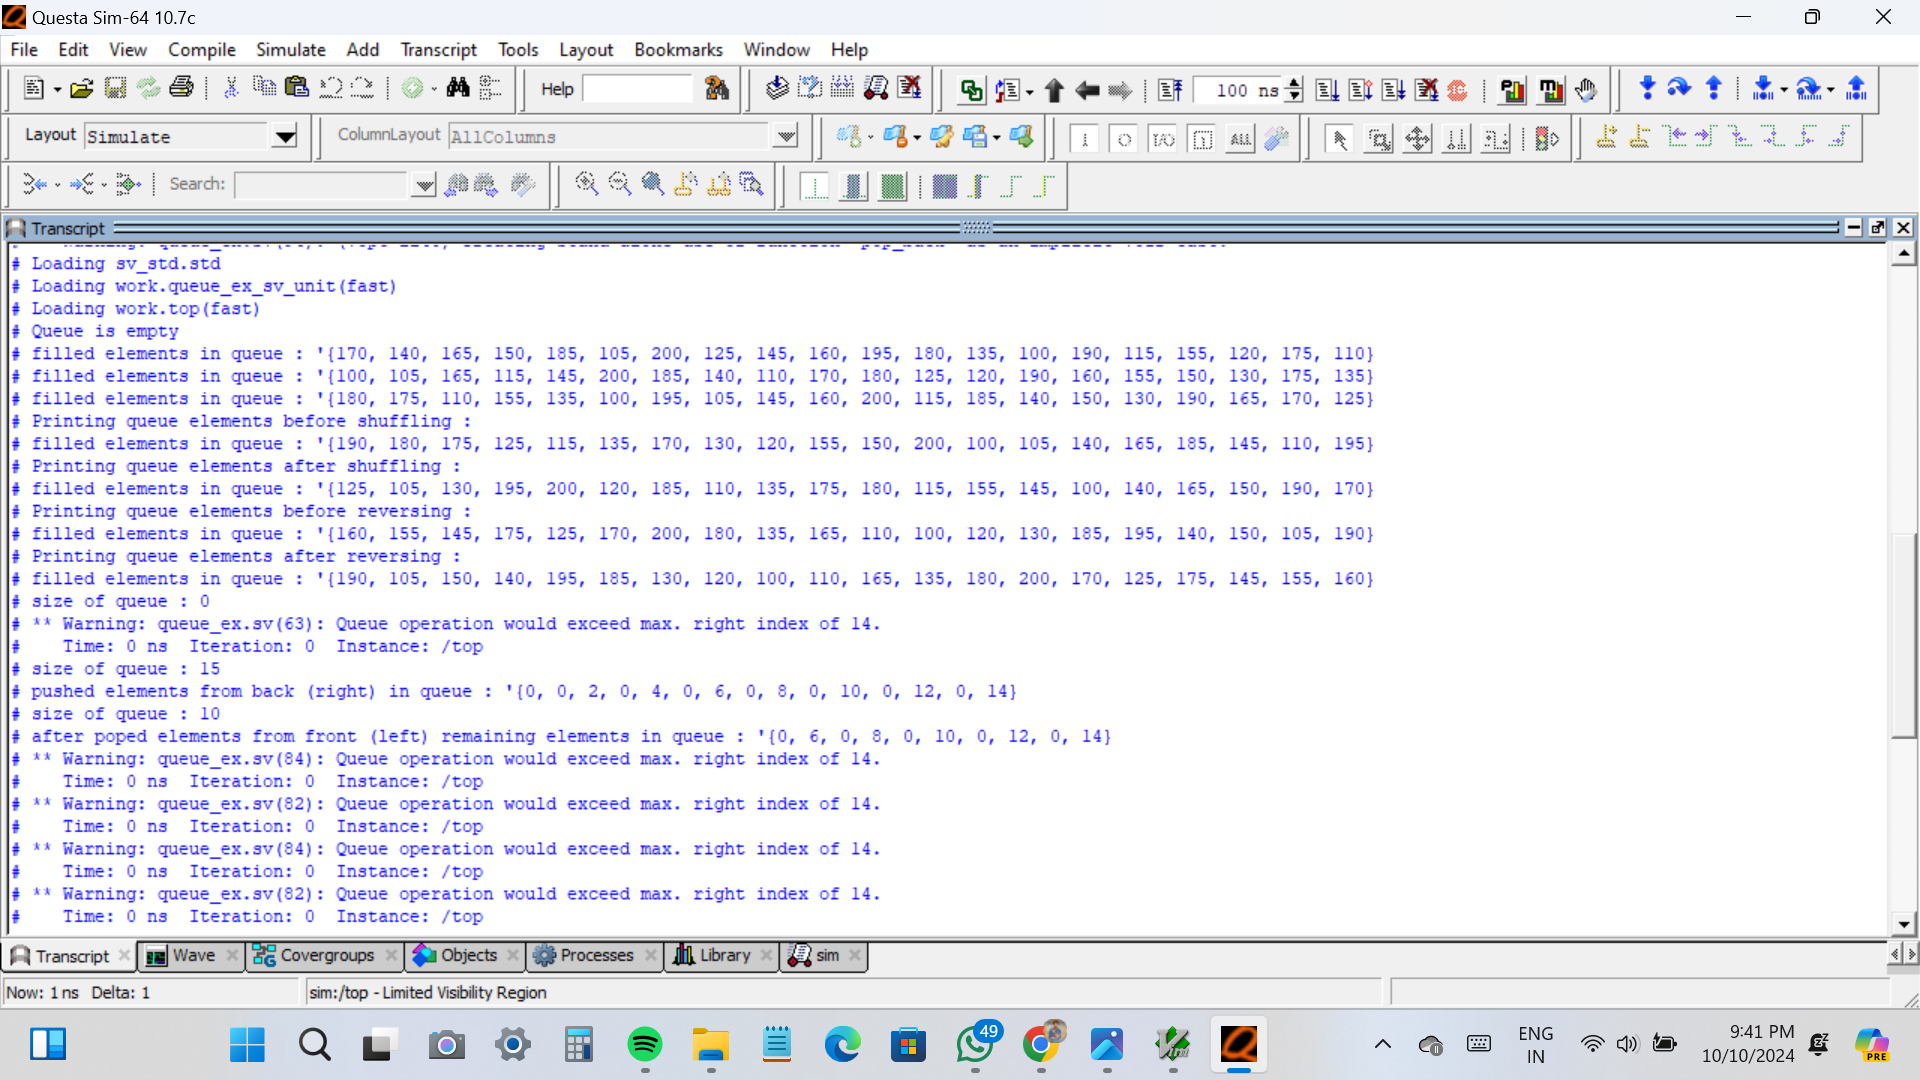 Questa Sim-64 10.7c
File Edit View Compile Simulate Add Transcript Tools Layout Bookmarks Window Help
Help
100 ns
Layout Simulate
ColumnLayout AllColumns
ALL
Search:
Transcript
# Loading sv_std.std
# Loading work.queue_ex_sv_unit(fast)
# Loading work.top(fast)
# Queue is empty
# filled elements in queue : '{170, 140, 165, 150, 185, 105, 200, 125, 145, 160, 195, 180, 135, 100, 190, 115, 155, 120, 175, 110}
# filled elements in queue : '{100, 105, 165, 115, 145, 200, 185, 140, 110, 170, 180, 125, 120, 190, 160, 155, 150, 130, 175, 135}
# filled elements in queue : '{180, 175, 110, 155, 135, 100, 195, 105, 145, 160, 200, 115, 185, 140, 150, 130, 190, 165, 170, 125}
# Printing queue elements before shuffling :
# filled elements in queue : '{190, 180, 175, 125, 115, 135, 170, 130, 120, 155, 150, 200, 100, 105, 140, 165, 185, 145, 110, 195}
# Printing queue elements after shuffling :
# filled elements in queue : '{125, 105, 130, 195, 200, 120, 185, 110, 135, 175, 180, 115, 155, 145, 100, 140, 165, 150, 190, 170}
# Printing queue elements before reversing :
# filled elements in queue : '{160, 155, 145, 175, 125, 170, 200, 180, 135, 165, 110, 100, 120, 130, 185, 195, 140, 150, 105, 190}
# Printing queue elements after reversing :
# filled elements in queue : '{190, 105, 150, 140, 195, 185, 130, 120, 100, 110, 165, 135, 180, 200, 170, 125, 175, 145, 155, 160}
# size of queue : 0
# ** Warning: queue_ex.sv(63): Queue operation would exceed max. right index of 14.
#    Time: 0 ns  Iteration: 0  Instance: /top
# size of queue : 15
# pushed elements from back (right) in queue : '{0, 0, 2, 0, 4, 0, 6, 0, 8, 0, 10, 0, 12, 0, 14}
# size of queue : 10
# after poped elements from front (left) remaining elements in queue : '{0, 6, 0, 8, 0, 10, 0, 12, 0, 14}
# ** Warning: queue_ex.sv(84): Queue operation would exceed max. right index of 14.
#    Time: 0 ns  Iteration: 0  Instance: /top
# ** Warning: queue_ex.sv(82): Queue operation would exceed max. right index of 14.
#    Time: 0 ns  Iteration: 0  Instance: /top
# ** Warning: queue_ex.sv(84): Queue operation would exceed max. right index of 14.
#    Time: 0 ns  Iteration: 0  Instance: /top
# ** Warning: queue_ex.sv(82): Queue operation would exceed max. right index of 14.
#    Time: 0 ns  Iteration: 0  Instance: /top
Transcript Wave Covergroups Objects Processes Library sim
Now: 1 ns Delta: 1 sim:/top - Limited Visibility Region
49
ENG
IN
9:41 PM
10/10/2024
PRE